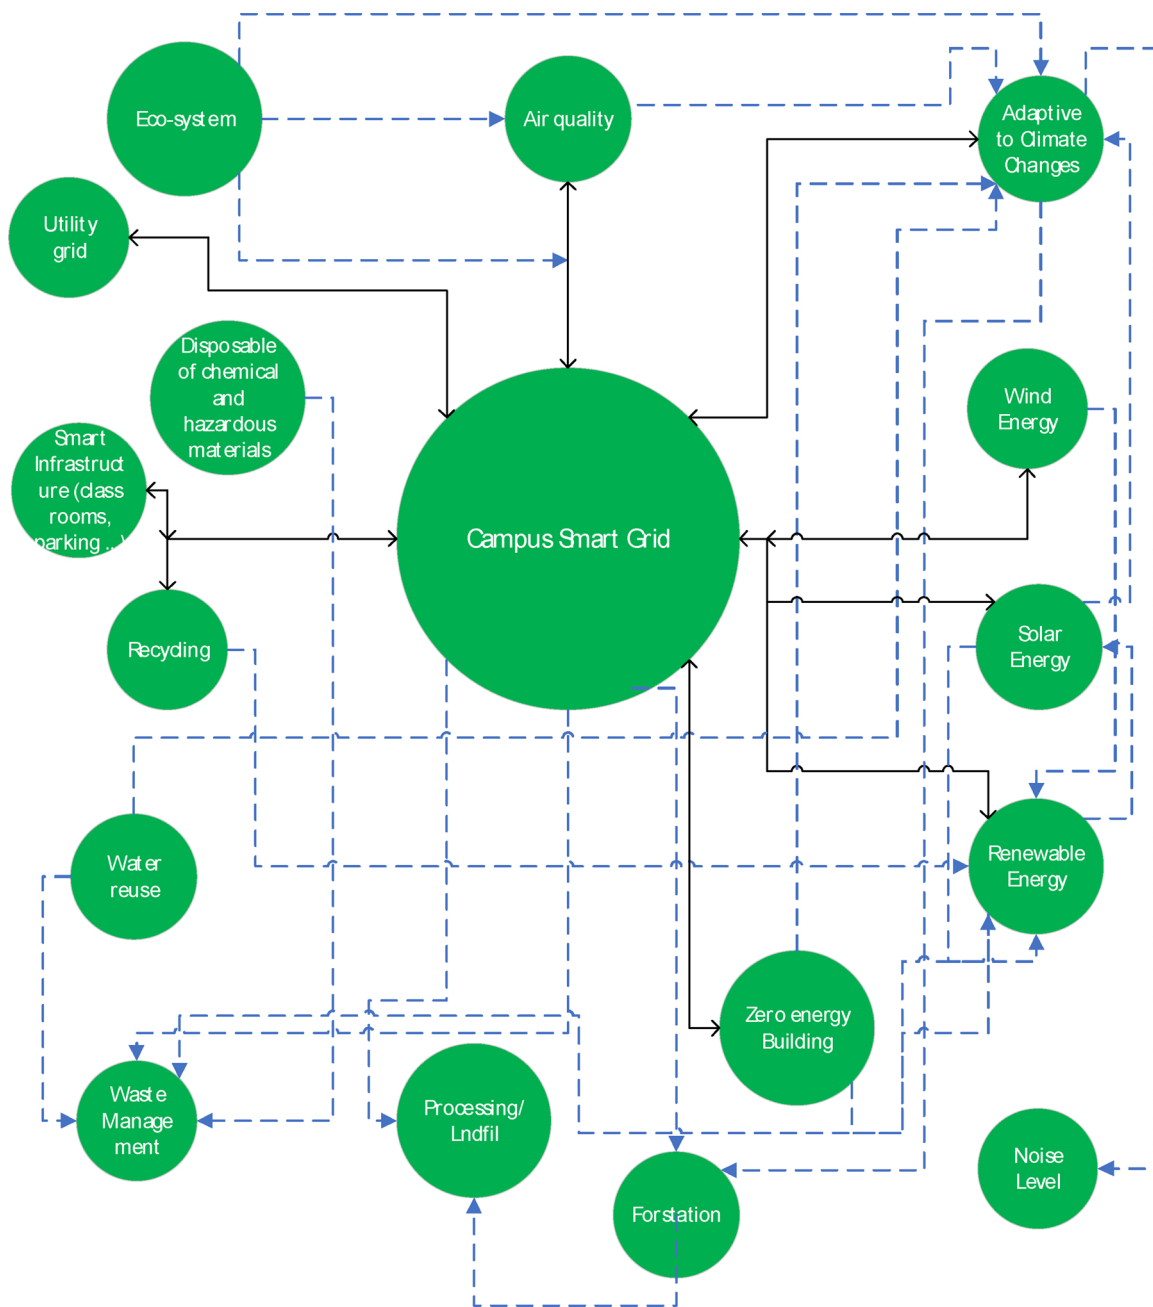 Eco-system
Air quality
Adaptive
to Climate
Changes
Utility
grid
Disposable
of chemical
and
hazardous
materials
Wind
Energy
Smart
Infrastruct
ure (class
rooms,
parking ...)
Campus Smart Grid
Solar
Energy
Recycling
Water
reuse
Renewable
Energy
Zero energy
Building
Waste
Manage
ment
Processing/
Lndfil
Noise
Level
Forstation